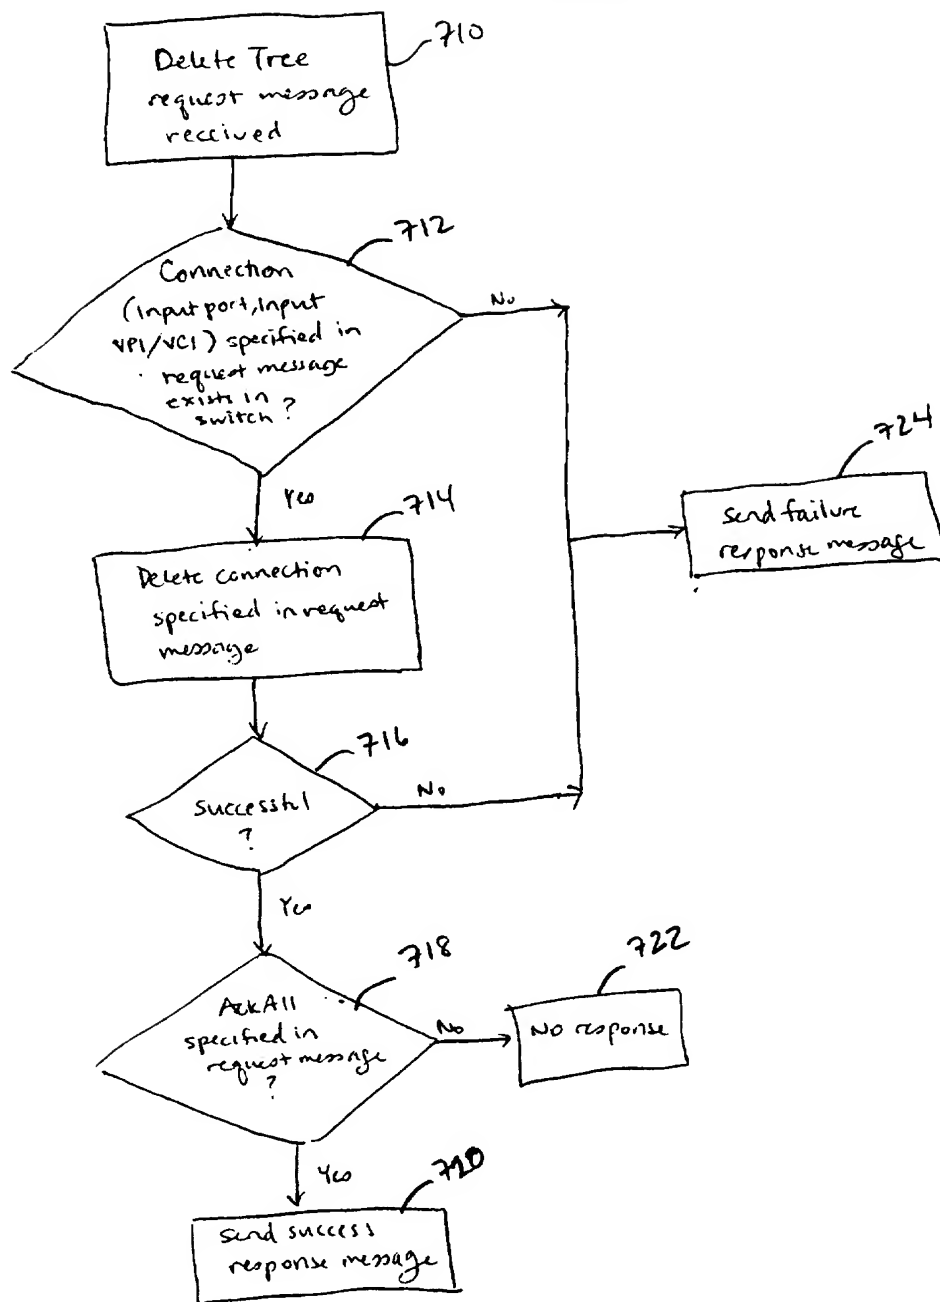 710
Delete Tree
request message
received
712
Connection
(Input port, Input
VPI/VCI) specified in
request message
exists in
switch?
No
Yes
724
Send failure
response message
714
Delete connection
specified in request
message
716
Successful
?
No
Yes
718
AckAll
specified in
request message
?
No
722
No response
Yes
720
Send success
response message